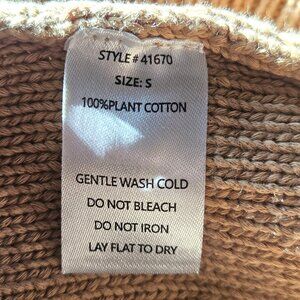 STYLE # 41670
SIZE: S
100%PLANT COTTON
GENTLE WASH COLD
DO NOT BLEACH
DO NOT IRON
LAY FLAT TO DRY